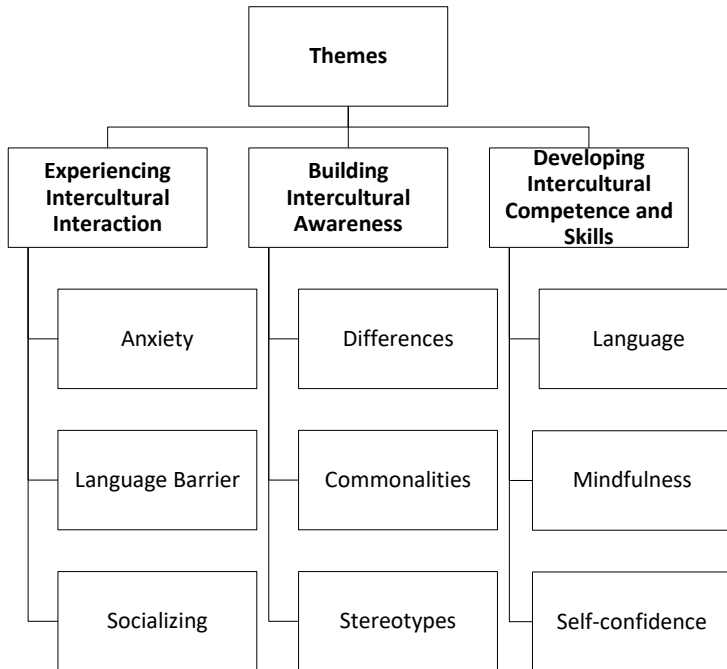 Themes
Experiencing
Intercultural
Interaction
Building
Intercultural
Awareness
Developing
Intercultural
Competence and
Skills
Anxiety
Differences
Language
Language Barrier
Commonalities
Mindfulness
Socializing
Stereotypes
Self-confidence